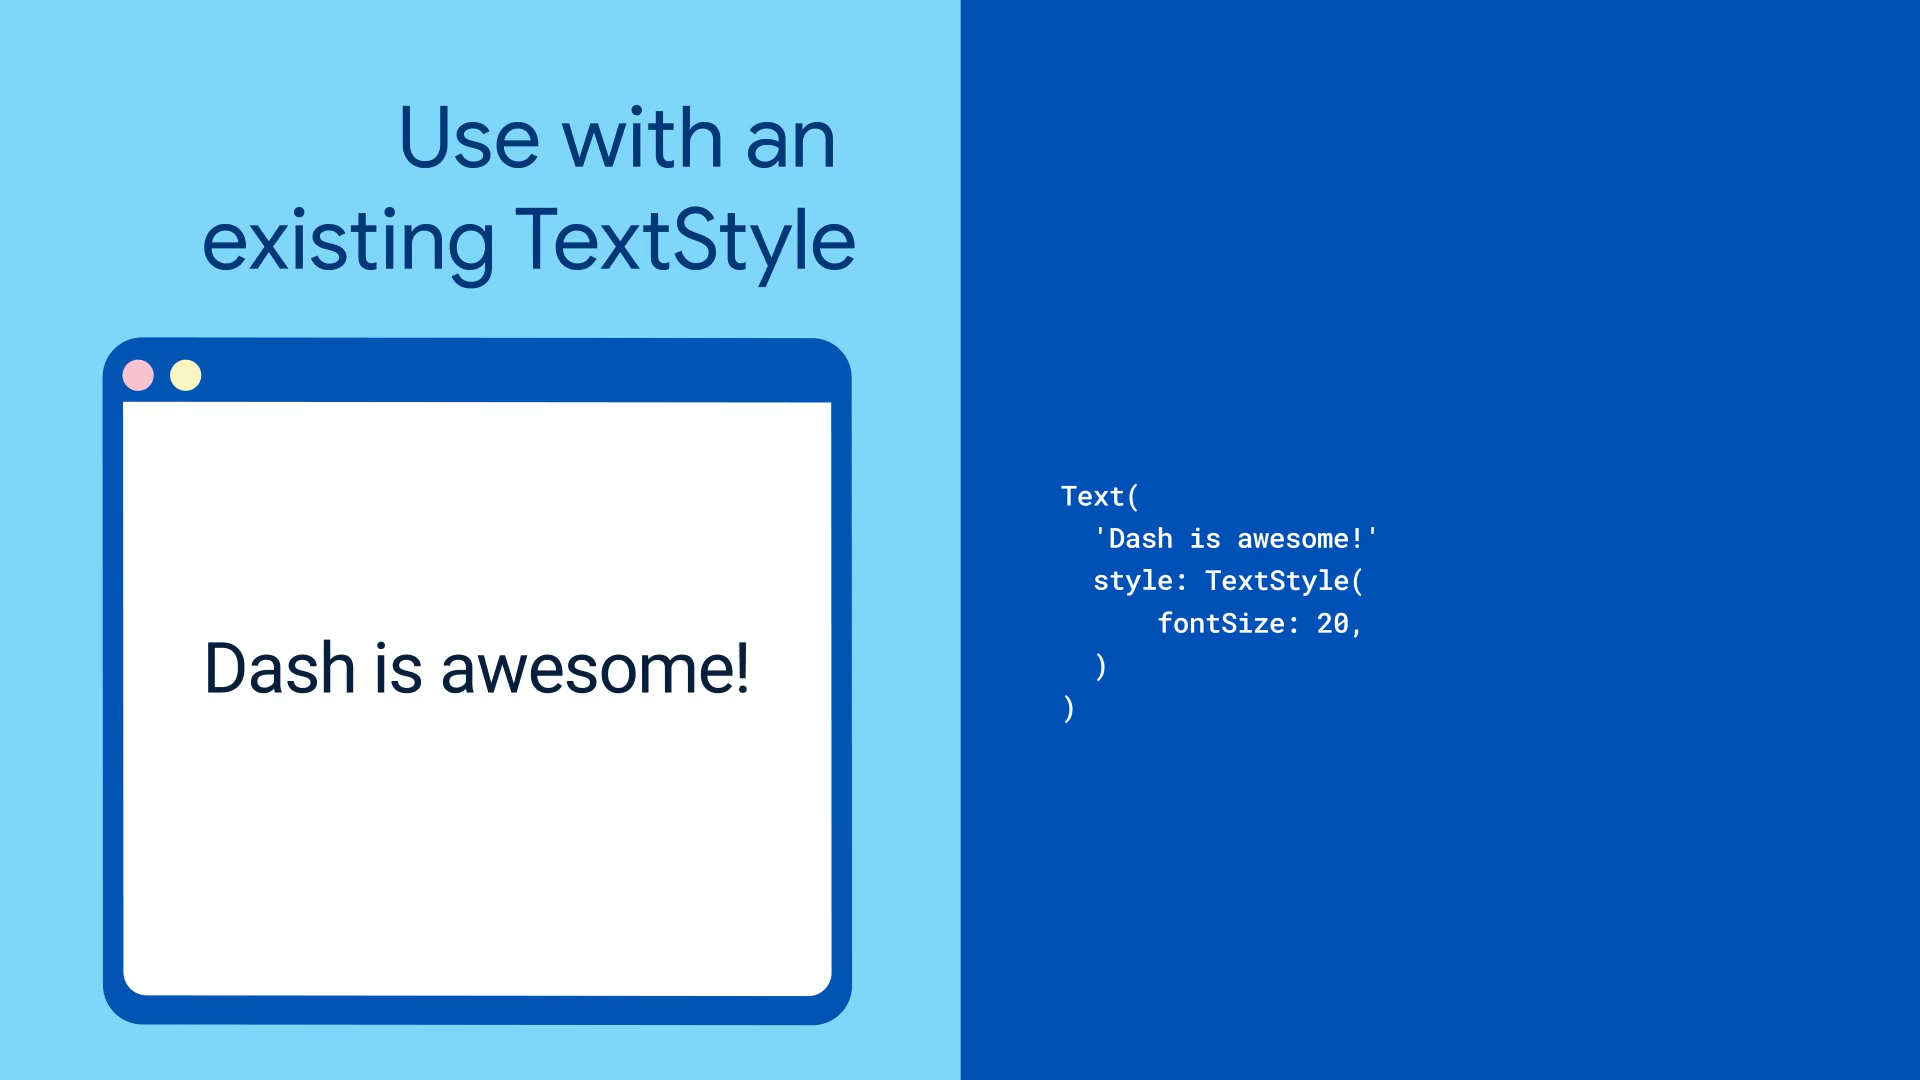 Use with an
existing TextStyle
Dash is awesome!
Text(
  'Dash is awesome!'
  style: TextStyle(
      fontSize: 20,
  )
)